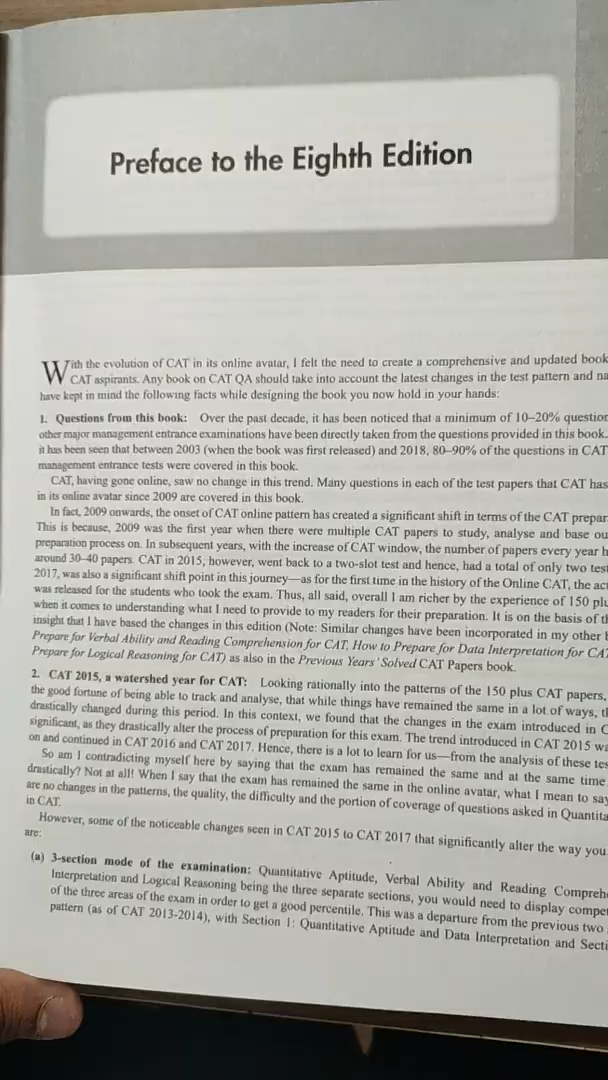 Preface to the Eighth Edition
With the evolution of CAT in its online avatar, I felt the need to create a comprehensive and updated book
CAT aspirants. Any book on CAT QA should take into account the latest changes in the test pattern and na
have kept in mind the following facts while designing the book you now hold in your hands:
1. Questions from this book: Over the past decade, it has been noticed that a minimum of 10–20% question
other major management entrance examinations have been directly taken from the questions provided in this book.
it has been seen that between 2003 (when the book was first released) and 2018, 80–90% of the questions in CAT
management entrance tests were covered in this book.
CAT, having gone online, saw no change in this trend. Many questions in each of the test papers that CAT has
in its online avatar since 2009 are covered in this book.
In fact, 2009 onwards, the onset of CAT online pattern has created a significant shift in terms of the CAT prepar
This is because, 2009 was the first year when there were multiple CAT papers to study, analyse and base ou
preparation process on. In subsequent years, with the increase of CAT window, the number of papers every year h
around 30–40 papers. CAT in 2015, however, went back to a two-slot test and hence, had a total of only two test
2017, was also a significant shift point in this journey—as for the first time in the history of the Online CAT, the ac
was released for the students who took the exam. Thus, all said, overall I am richer by the experience of 150 plu
when it comes to understanding what I need to provide to my readers for their preparation. It is on the basis of th
insight that I have based the changes in this edition (Note: Similar changes have been incorporated in my other
Prepare for Verbal Ability and Reading Comprehension for CAT, How to Prepare for Data Interpretation for CA
Prepare for Logical Reasoning for CAT) as also in the Previous Years' Solved CAT Papers book.
2. CAT 2015, a watershed year for CAT: Looking rationally into the patterns of the 150 plus CAT papers,
the good fortune of being able to track and analyse, that while things have remained the same in a lot of ways, th
drastically changed during this period. In this context, we found that the changes in the exam introduced in C
significant, as they drastically alter the process of preparation for this exam. The trend introduced in CAT 2015 wa
on and continued in CAT 2016 and CAT 2017. Hence, there is a lot to learn for us—from the analysis of these tes
So am I contradicting myself here by saying that the exam has remained the same and at the same time
drastically? Not at all! When I say that the exam has remained the same in the online avatar, what I mean to say
are no changes in the patterns, the quality, the difficulty and the portion of coverage of questions asked in Quantita
in CAT.
However, some of the noticeable changes seen in CAT 2015 to CAT 2017 that significantly alter the way you
are:
(a) 3-section mode of the examination: Quantitative Aptitude, Verbal Ability and Reading Comprehe
Interpretation and Logical Reasoning being the three separate sections, you would need to display compet
of the three areas of the exam in order to get a good percentile. This was a departure from the previous two
pattern (as of CAT 2013-2014), with Section 1: Quantitative Aptitude and Data Interpretation and Secti